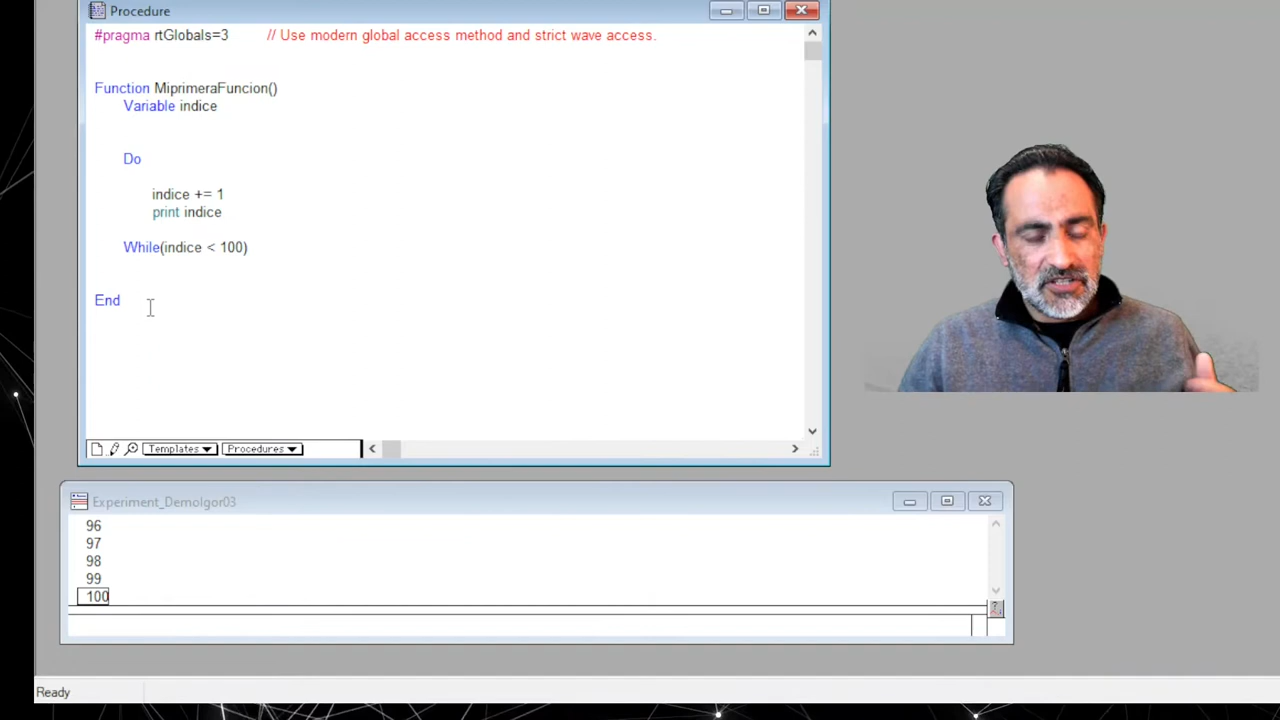 Procedure
#pragma rtGlobals=3 // Use modern global access method and strict wave access.
Function MiprimeraFuncion()
Variable indice
Do
indice += 1
print indice
While(indice < 100)
End
Templates Procedures
Experiment_DemoIgor03
96
97
98
99
100
Ready